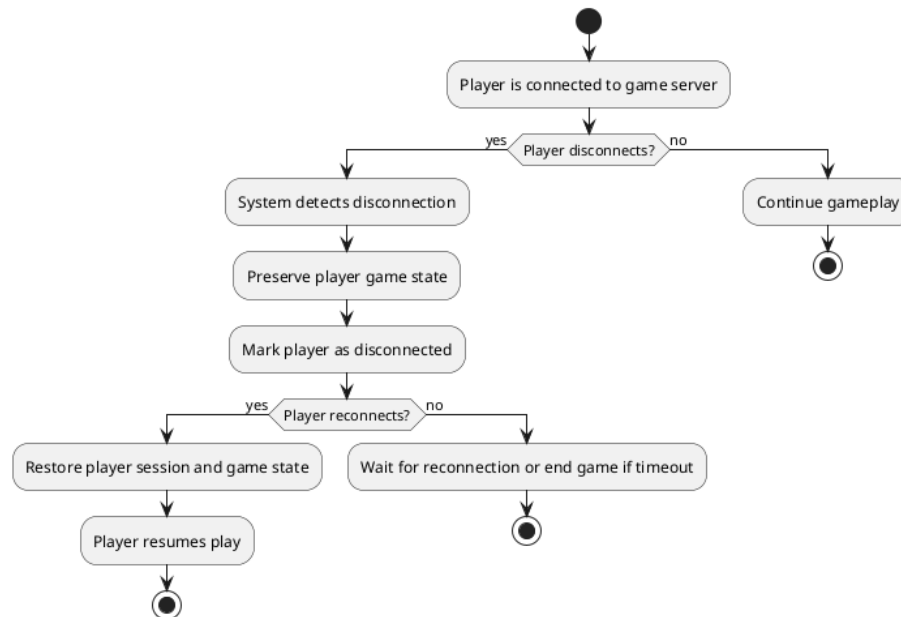 Player is connected to game server
yes
Player disconnects?
no
System detects disconnection
Continue gameplay
Preserve player game state
Mark player as disconnected
yes
Player reconnects?
no
Restore player session and game state
Wait for reconnection or end game if timeout
Player resumes play